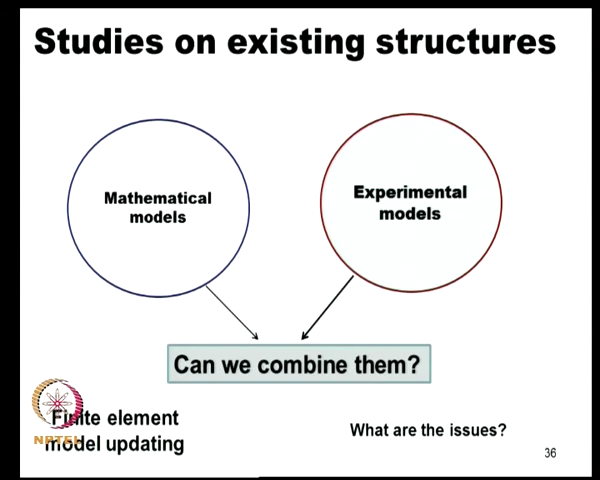 Studies on existing structures
Mathematical
models
Experimental
models
Can we combine them?
Finite element
model updating
What are the issues?
NPTEL
36